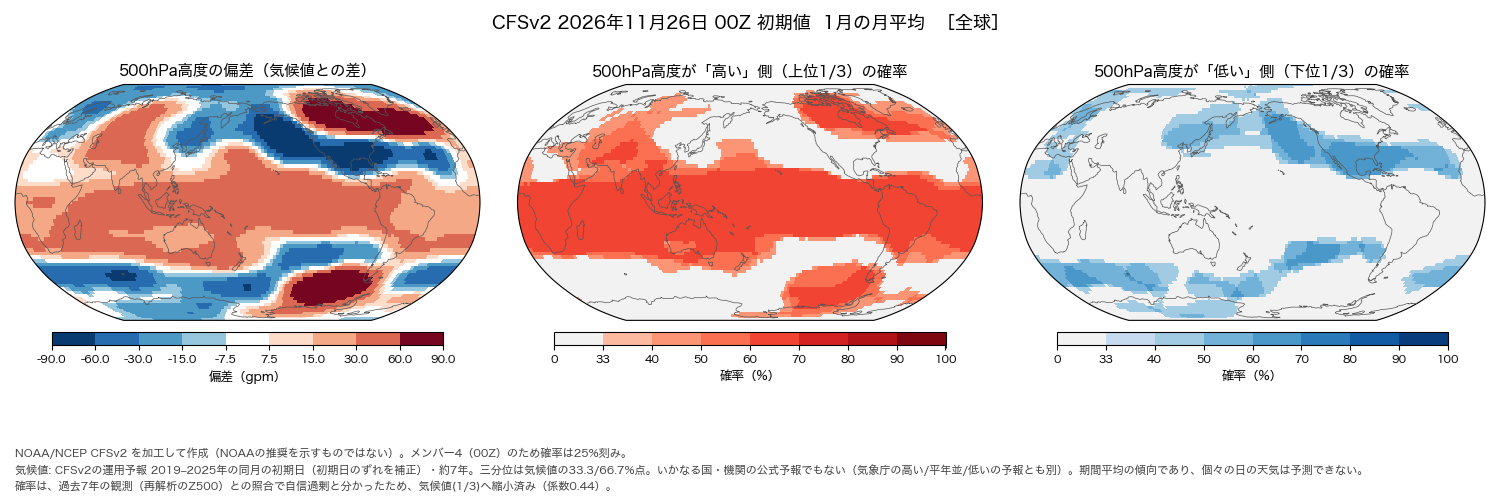 CFSv2 2026年11月26日 00Z 初期値 1月の月平均 ［全球］
500hPa高度の偏差（気候値との差）
500hPa高度が「高い」側（上位1/3）の確率
500hPa高度が「低い」側（下位1/3）の確率
-90.0 -60.0 -30.0 -15.0 -7.5 7.5 15.0 30.0 60.0 90.0
偏差（gpm）
0 33 40 50 60 70 80 90 100
確率（%）
0 33 40 50 60 70 80 90 100
確率（%）
NOAA/NCEP CFSv2 を加工して作成（NOAAの推奨を示すものではない）。メンバー4（00Z）のため確率は25%刻み。
気候値: CFSv2の運用予報 2019–2025年の同月の初期日（初期日のずれを補正）・約7年。三分位は気候値の33.3/66.7%点。いかなる国・機関の公式予報でもない（気象庁の高い/平年並/低いの予報とも別）。期間平均の傾向であり、個々の日の天気は予測できない。
確率は、過去7年の観測（再解析のZ500）との照合で自信過剰と分かったため、気候値(1/3)へ縮小済み（係数0.44）。